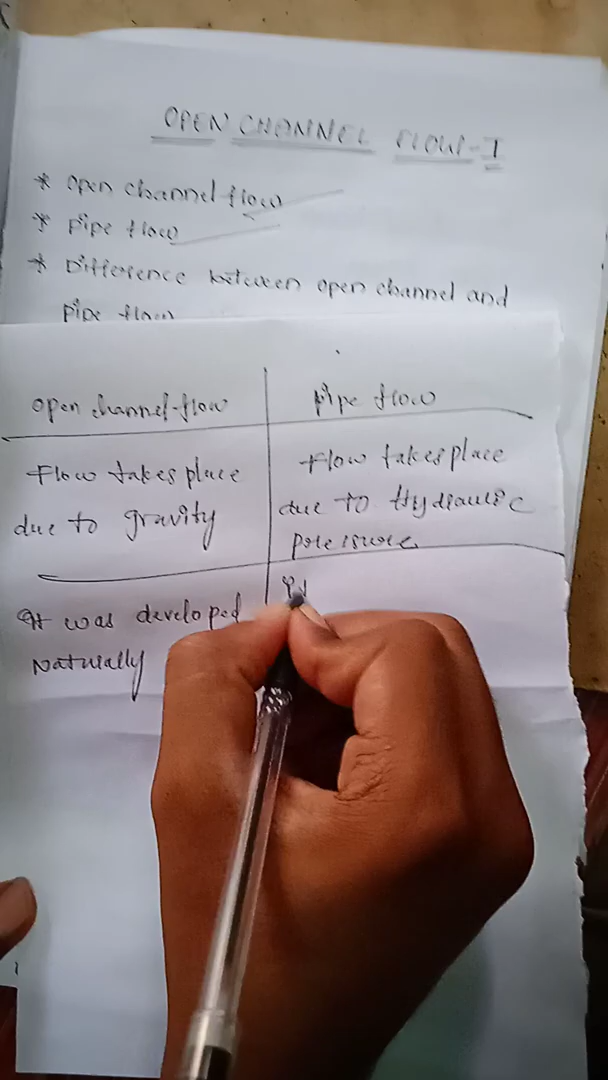 OPEN CHANNEL FLOW-I
* Open channel flow
* Pipe flow
* Difference between open channel and
pipe flow
open channel flow
pipe flow
Flow takes place
due to gravity
Flow takes place
due to Hydraulic
pressure
It was developed
Naturally